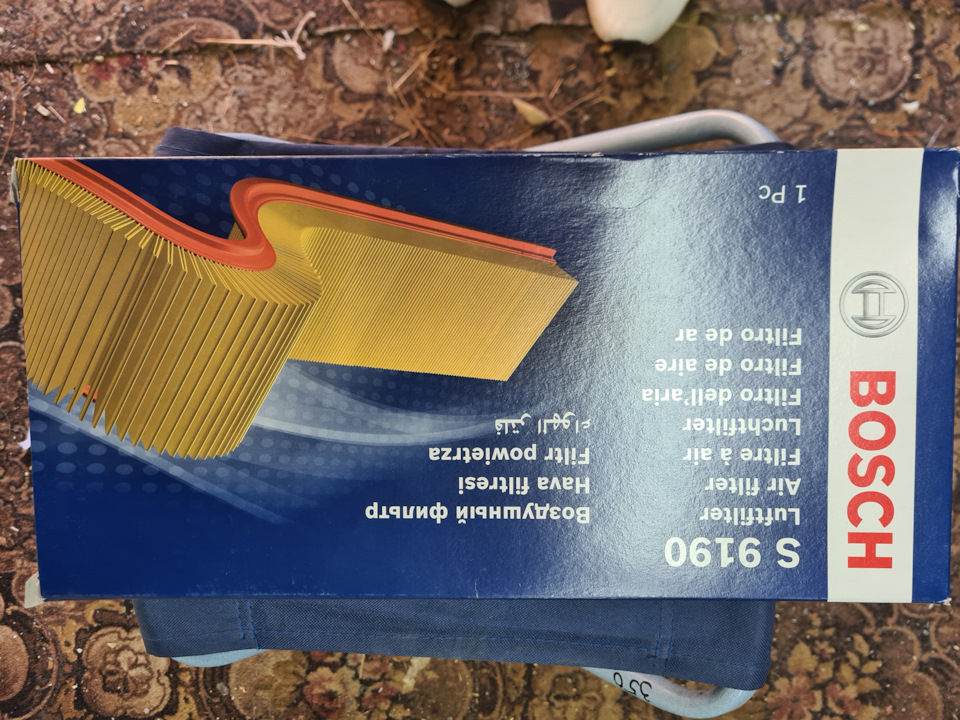 BOSCH
S 9190
Luftfilter
Air filter
Filtre à air
Luchtfilter
Filtro dell'aria
Filtro de aire
Filtro de ar
Воздушный фильтр
Hava filtresi
Filtr powietrza
فلتر الهواء
1 Pc
350